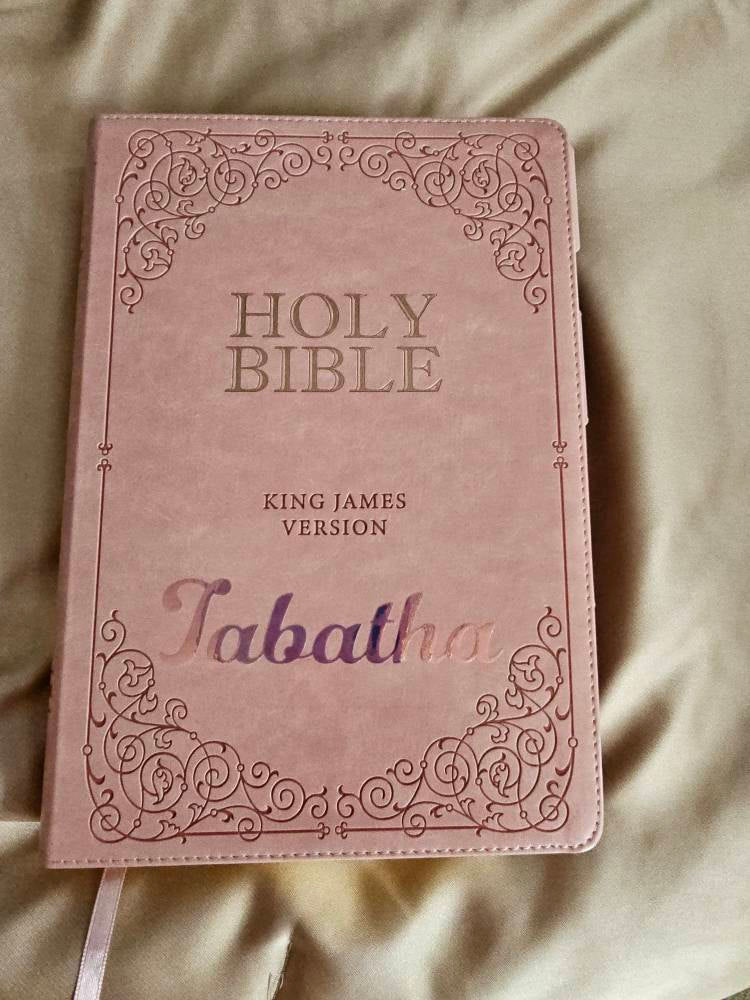 HOLY
BIBLE
KING JAMES
VERSION
Tabatha